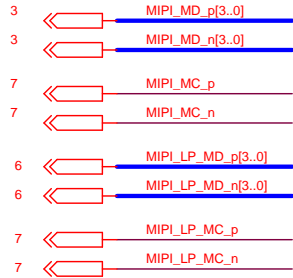 3 MIPI_MD_p[3..0]
3 MIPI_MD_n[3..0]
7 MIPI_MC_p
7 MIPI_MC_n
6 MIPI_LP_MD_p[3..0]
6 MIPI_LP_MD_n[3..0]
7 MIPI_LP_MC_p
7 MIPI_LP_MC_n